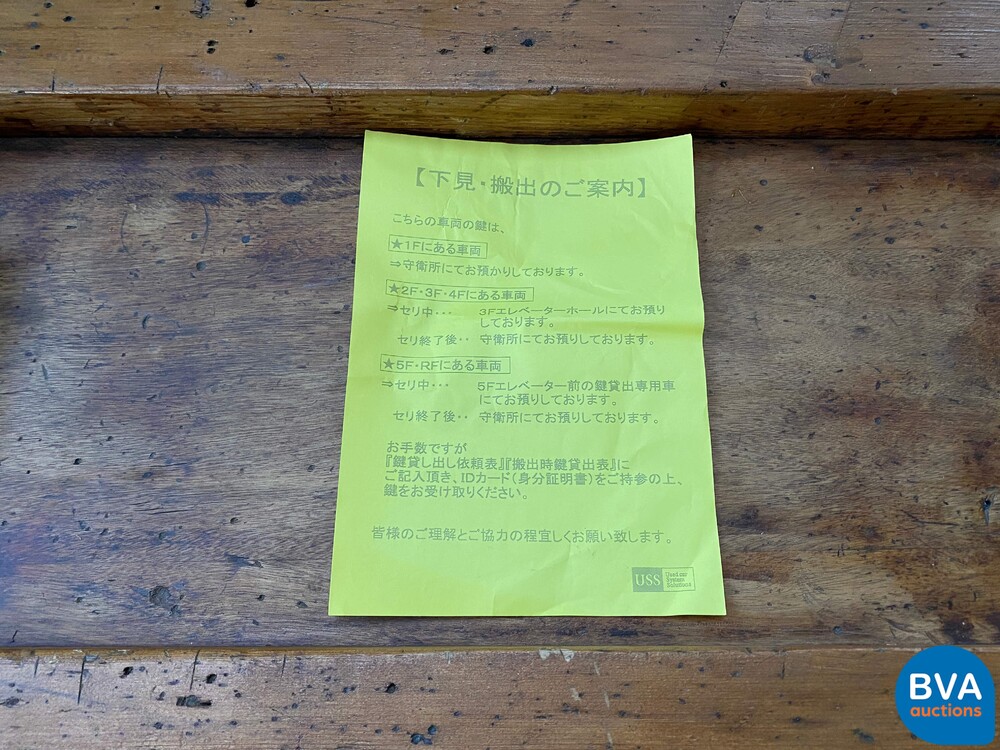 【下見・搬出のご案内】
こちらの車両の鍵は、
★1Fにある車両
⇒守衛所にてお預かりしております。
★2F・3F・4Fにある車両
⇒セリ中・・・ 3Fエレベーターホールにてお預り
しております。
セリ終了後・・ 守衛所にてお預りしております。
★5F・RFにある車両
⇒セリ中・・・ 5Fエレベーター前の鍵貸出専用車
にてお預りしております。
セリ終了後・・ 守衛所にてお預りしております。
お手数ですが
『鍵貸し出し依頼表』『搬出時鍵貸出表』に
ご記入頂き、IDカード(身分証明書)をご持参の上、
鍵をお受け取りください。
皆様のご理解とご協力の程宜しくお願い致します。
USS Used car
System
Solutions
BVA
auctions